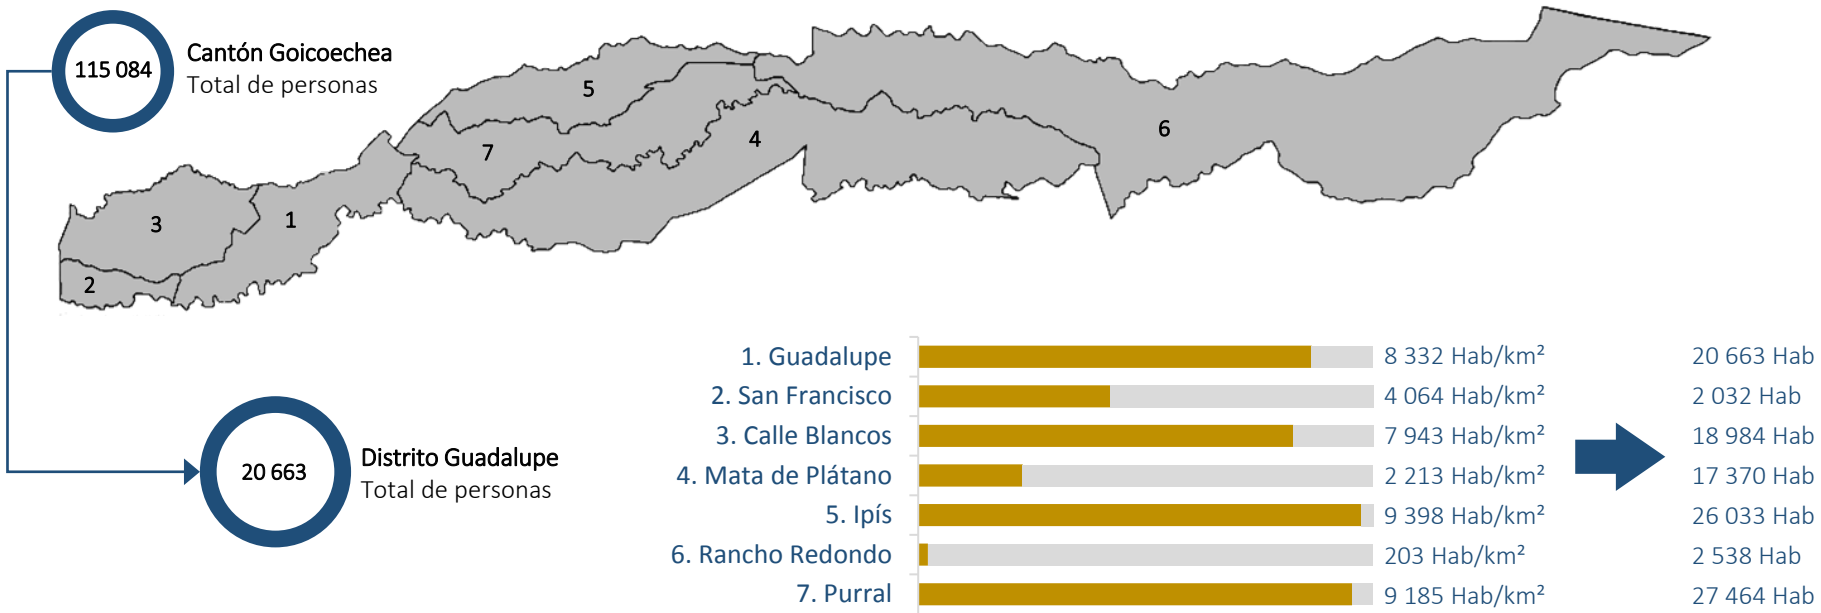 115 084
Cantón Goicoechea
Total de personas
5
4
6
7
3
1
2
20 663
Distrito Guadalupe
Total de personas
1. Guadalupe 8 332 Hab/km² 20 663 Hab
2. San Francisco 4 064 Hab/km² 2 032 Hab
3. Calle Blancos 7 943 Hab/km² 18 984 Hab
4. Mata de Plátano 2 213 Hab/km² 17 370 Hab
5. Ipís 9 398 Hab/km² 26 033 Hab
6. Rancho Redondo 203 Hab/km² 2 538 Hab
7. Purral 9 185 Hab/km² 27 464 Hab